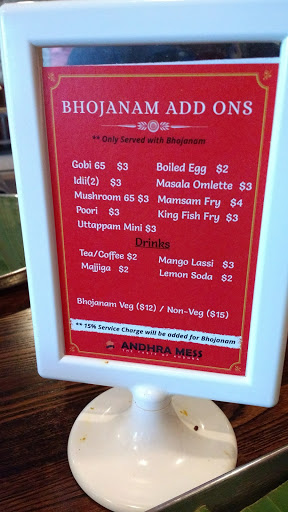 BHOJANAM ADD ONS
** Only Served with Bhojanam
Gobi 65 $3
Idli(2) $3
Mushroom 65 $3
Poori $3
Uttappam Mini $3
Boiled Egg $2
Masala Omlette $3
Mamsam Fry $4
King Fish Fry $3
Drinks
Tea/Coffee $2
Majjiga $2
Mango Lassi $3
Lemon Soda $2
Bhojanam Veg ($12) / Non-Veg ($15)
** 15% Service Charge will be added for Bhojanam
ANDHRA MESS